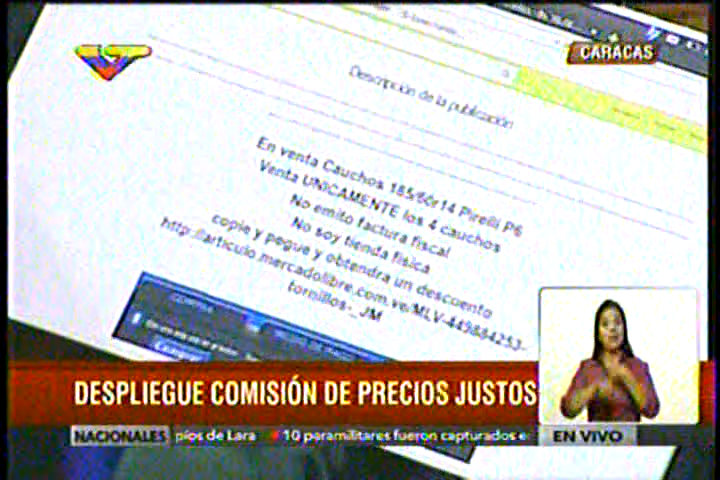 CARACAS
Descripción de la publicación
En venta Cauchos 185/60r14 Pirelli P6
Venta UNICAMENTE los 4 cauchos
No emito factura fiscal
No soy tienda fisica
copie y pegue y obtendra un descuento
http://articulo.mercadolibre.com.ve/MLV-449884253-
tornillos-_JM
DESPLIEGUE COMISIÓN DE PRECIOS JUSTOS
NACIONALES pios de Lara 10 paramilitares fueron capturados e EN VIVO